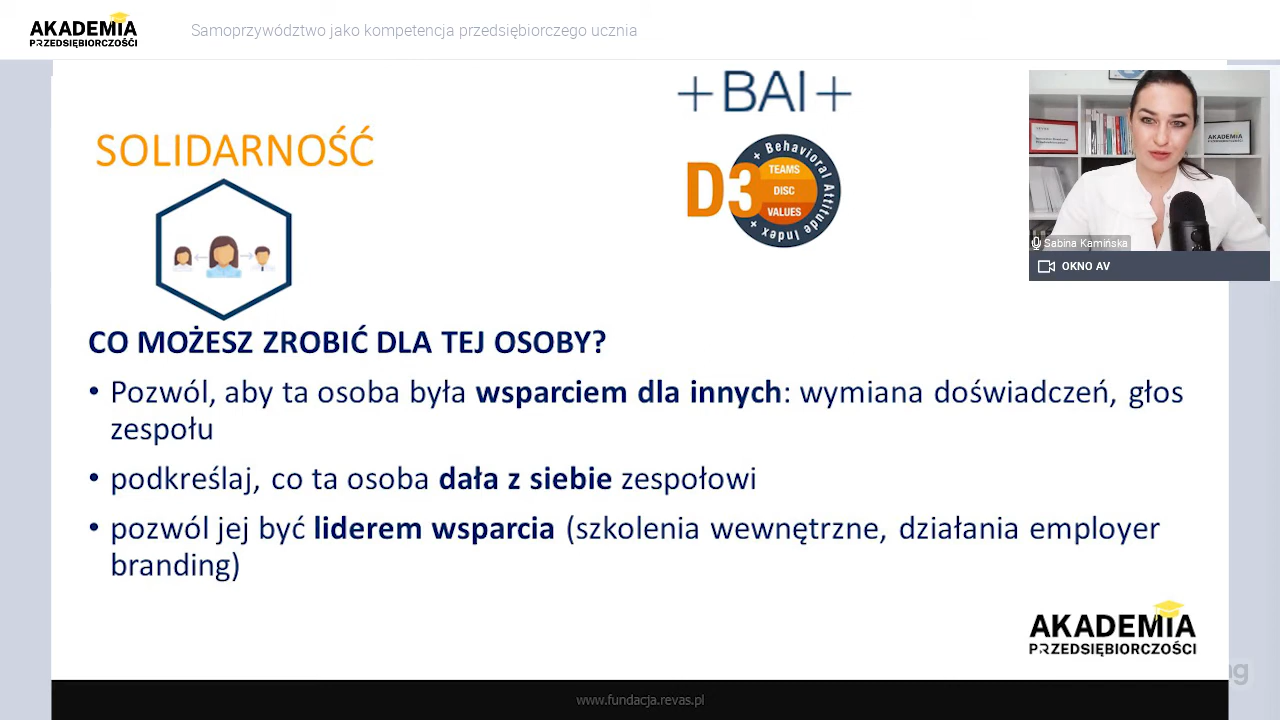 AKADEMIA
PRZEDSIĘBIORCZOŚCI
Samoprzywództwo jako kompetencja przedsiębiorczego ucznia
+BAI+
SOLIDARNOŚĆ
D3
+ Behavioral Attitude Index +
TEAMS
DISC
VALUES
AKADEMIA
Sabina Kamińska
OKNO AV
CO MOŻESZ ZROBIĆ DLA TEJ OSOBY?
• Pozwól, aby ta osoba była wsparciem dla innych: wymiana doświadczeń, głos
zespołu
• podkreślaj, co ta osoba dała z siebie zespołowi
• pozwól jej być liderem wsparcia (szkolenia wewnętrzne, działania employer
branding)
AKADEMIA
PRZEDSIĘBIORCZOŚCI
www.fundacja.revas.pl